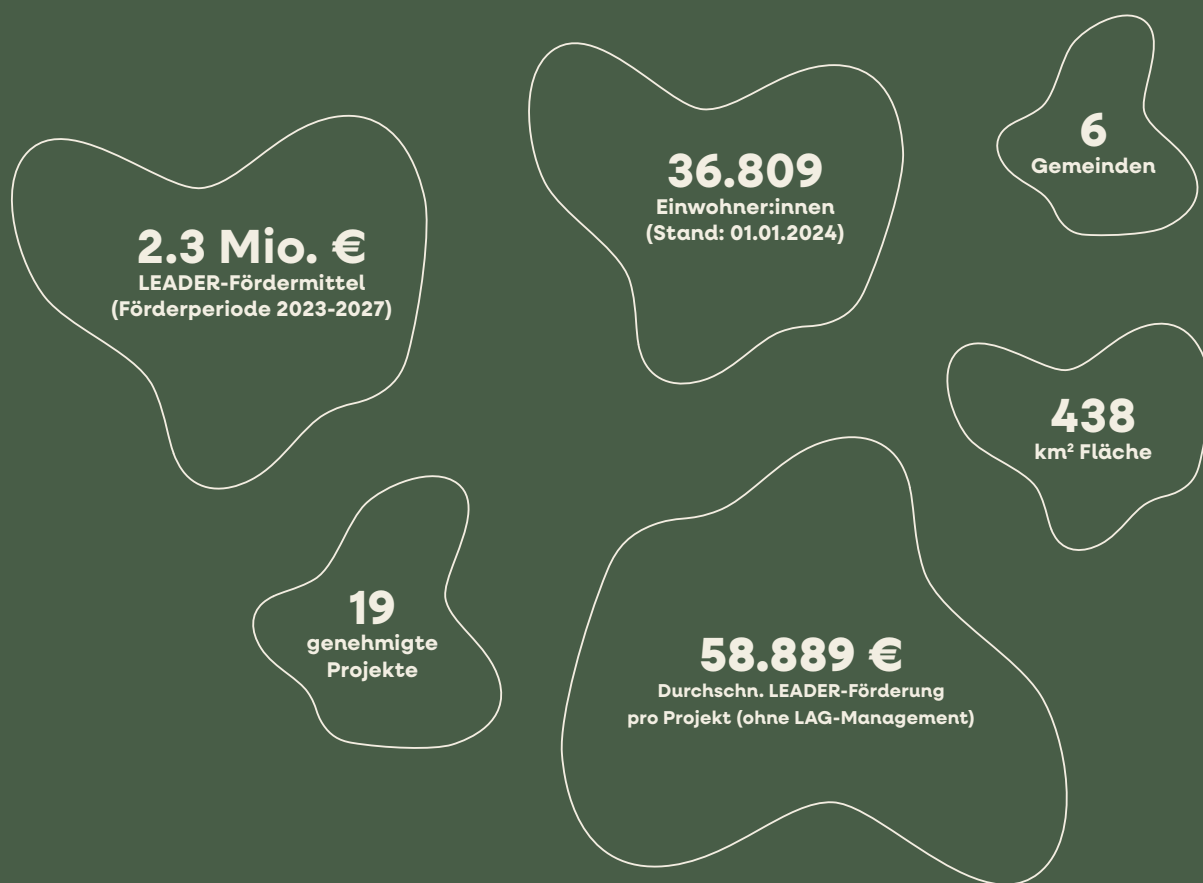 2.3 Mio. €
LEADER-Fördermittel
(Förderperiode 2023-2027)
36.809
Einwohner:innen
(Stand: 01.01.2024)
6
Gemeinden
438
km² Fläche
19
genehmigte
Projekte
58.889 €
Durchschn. LEADER-Förderung
pro Projekt (ohne LAG-Management)